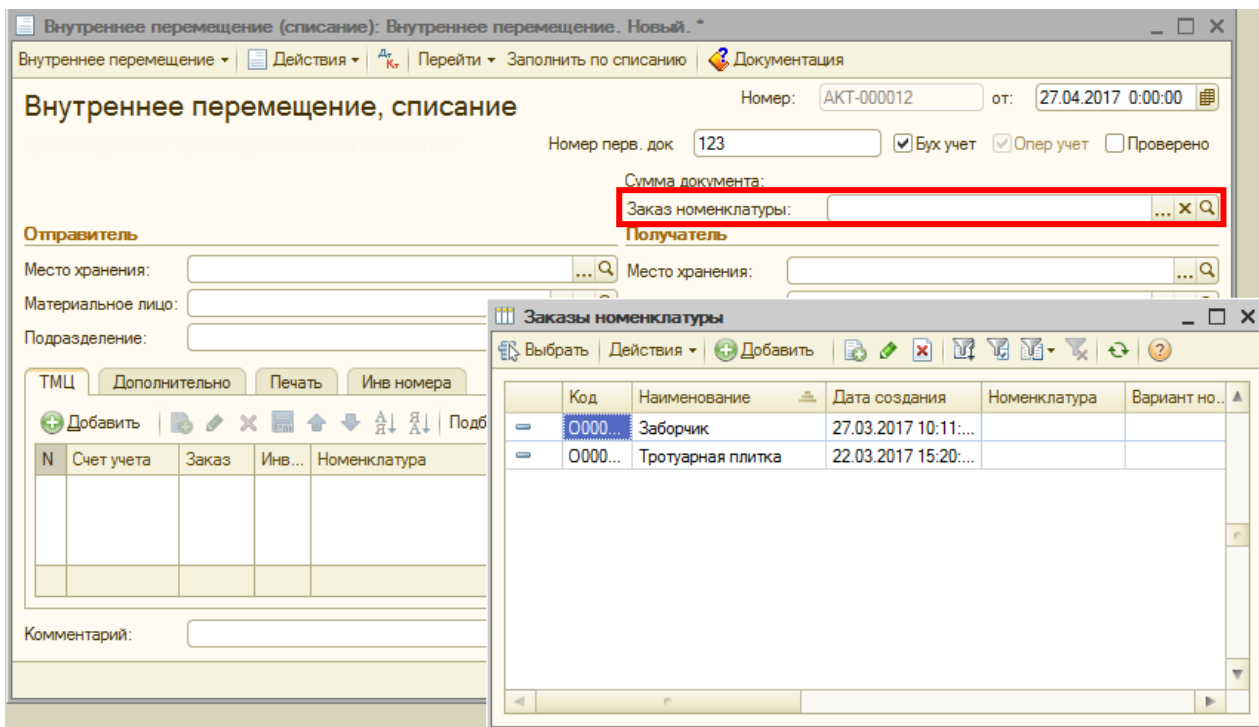 Внутреннее перемещение (списание): Внутреннее перемещение. Новый. *
Внутреннее перемещение Действия Дт Кт Перейти Заполнить по списанию Документация
Внутреннее перемещение, списание
Номер: АКТ-000012 от: 27.04.2017 0:00:00
Номер перв. док 123 Бух учет Опер учет Проверено
Сумма документа:
Заказ номенклатуры: ...
Отправитель Получатель
Место хранения: ... Место хранения: ...
Материальное лицо:
Подразделение:
ТМЦ Дополнительно Печать Инв номера
Добавить Подб
N Счет учета Заказ Инв... Номенклатура
Комментарий:
Заказы номенклатуры
Выбрать Действия Добавить
Код Наименование Дата создания Номенклатура Вариант но...
О000... Заборчик 27.03.2017 10:11:...
О000... Тротуарная плитка 22.03.2017 15:20:...